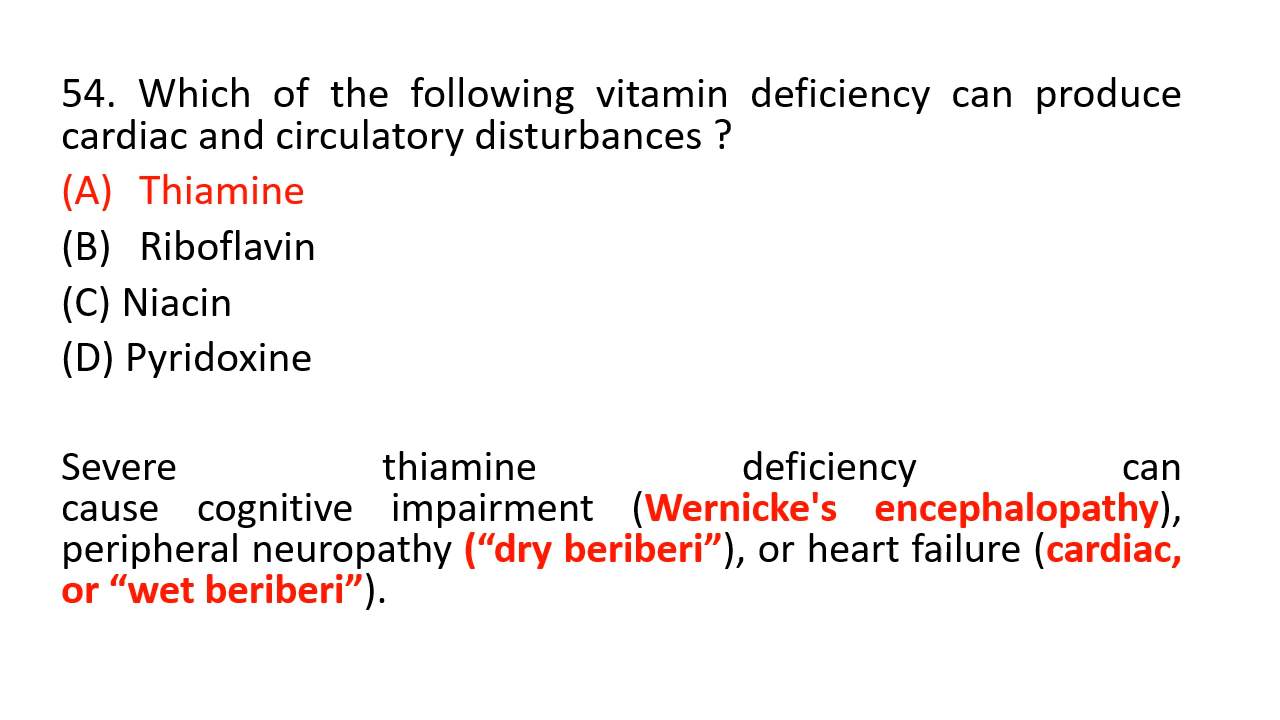 54. Which of the following vitamin deficiency can produce
cardiac and circulatory disturbances ?
(A) Thiamine
(B) Riboflavin
(C) Niacin
(D) Pyridoxine
Severe thiamine deficiency can
cause cognitive impairment (Wernicke's encephalopathy),
peripheral neuropathy (“dry beriberi”), or heart failure (cardiac,
or “wet beriberi”).